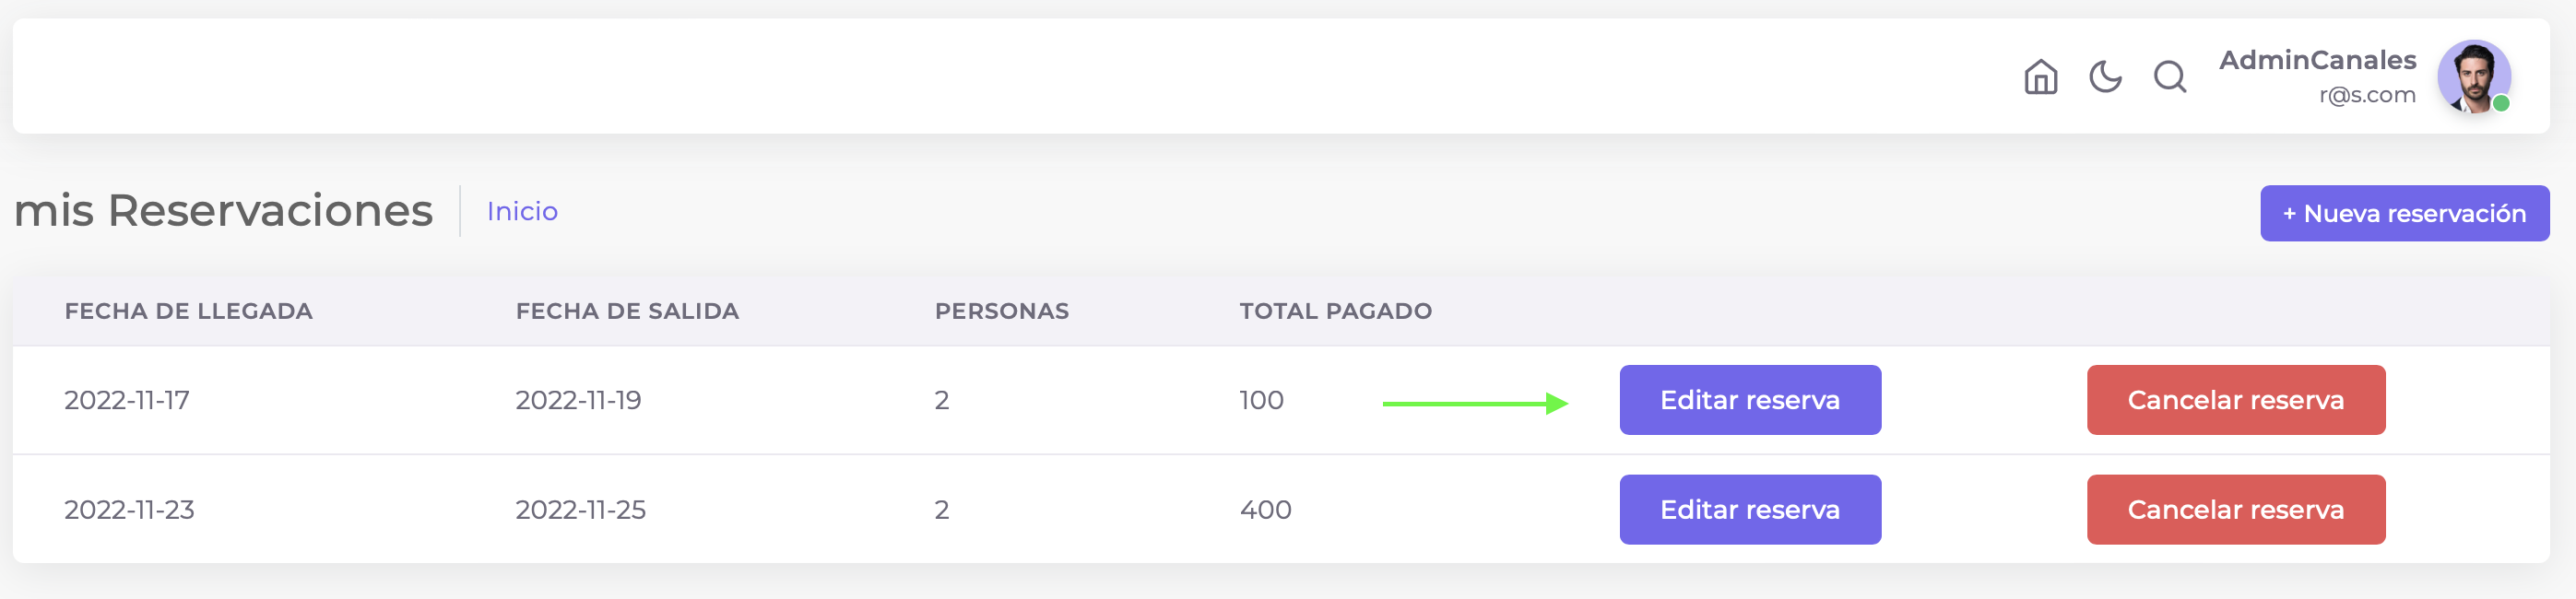 AdminCanales
r@s.com
mis Reservaciones
Inicio
+ Nueva reservación
FECHA DE LLEGADA FECHA DE SALIDA PERSONAS TOTAL PAGADO
2022-11-17 2022-11-19 2 100 Editar reserva Cancelar reserva
2022-11-23 2022-11-25 2 400 Editar reserva Cancelar reserva